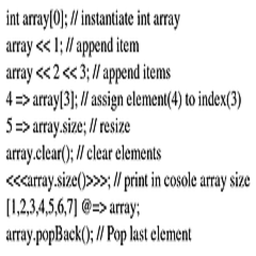 int array[0]; // instantiate int array
array << 1; // append item
array << 2 << 3; // append items
4 => array[3]; // assign element(4) to index(3)
5 => array.size; // resize
array.clear(); // clear elements
<<<array.size()>>>; // print in cosole array size
[1,2,3,4,5,6,7] @=> array;
array.popBack(); // Pop last element